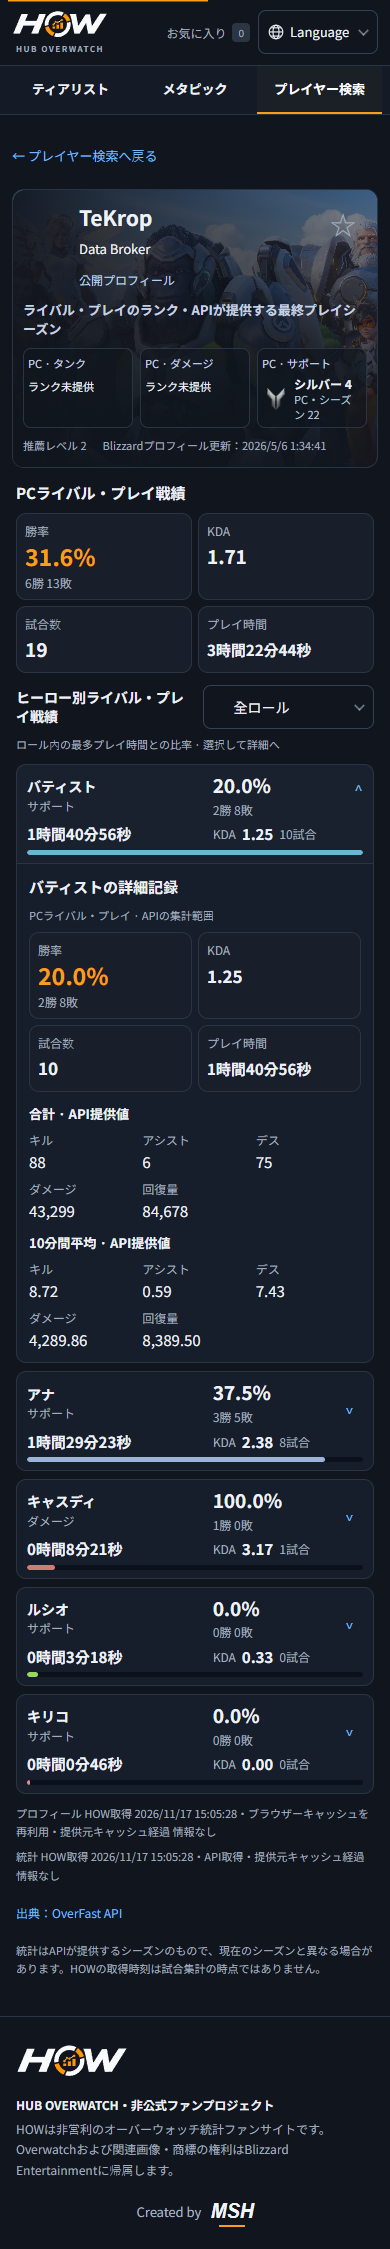 HOW
HUB OVERWATCH
お気に入り 0
Language
ティアリスト メタピック プレイヤー検索
← プレイヤー検索へ戻る
TeKrop
Data Broker
公開プロフィール
ライバル・プレイのランク・APIが提供する最終プレイシ
ーズン
PC · タンク
ランク未提供
PC · ダメージ
ランク未提供
PC · サポート
シルバー 4
PC・シーズ
ン 22
推薦レベル 2 Blizzardプロフィール更新：2026/5/6 1:34:41
PCライバル・プレイ戦績
勝率
31.6%
6勝 13敗
KDA
1.71
試合数
19
プレイ時間
3時間22分44秒
ヒーロー別ライバル・プレ
イ戦績
全ロール
ロール内の最多プレイ時間との比率 · 選択して詳細へ
バティスト
サポート
1時間40分56秒
20.0%
2勝 8敗
KDA 1.25 10試合
バティストの詳細記録
PCライバル・プレイ · APIの集計範囲
勝率
20.0%
2勝 8敗
KDA
1.25
試合数
10
プレイ時間
1時間40分56秒
合計 · API提供値
キル アシスト デス
88 6 75
ダメージ 回復量
43,299 84,678
10分間平均 · API提供値
キル アシスト デス
8.72 0.59 7.43
ダメージ 回復量
4,289.86 8,389.50
アナ
サポート
1時間29分23秒
37.5%
3勝 5敗
KDA 2.38 8試合
キャスディ
ダメージ
0時間8分21秒
100.0%
1勝 0敗
KDA 3.17 1試合
ルシオ
サポート
0時間3分18秒
0.0%
0勝 0敗
KDA 0.33 0試合
キリコ
サポート
0時間0分46秒
0.0%
0勝 0敗
KDA 0.00 0試合
プロフィール HOW取得 2026/11/17 15:05:28・ブラウザーキャッシュを
再利用・提供元キャッシュ経過 情報なし
統計 HOW取得 2026/11/17 15:05:28・API取得・提供元キャッシュ経過
情報なし
出典：OverFast API
統計はAPIが提供するシーズンのもので、現在のシーズンと異なる場合が
あります。HOWの取得時刻は試合集計の時点ではありません。
HOW
HUB OVERWATCH・非公式ファンプロジェクト
HOWは非営利のオーバーウォッチ統計ファンサイトです。
Overwatchおよび関連画像・商標の権利はBlizzard
Entertainmentに帰属します。
Created by MSH